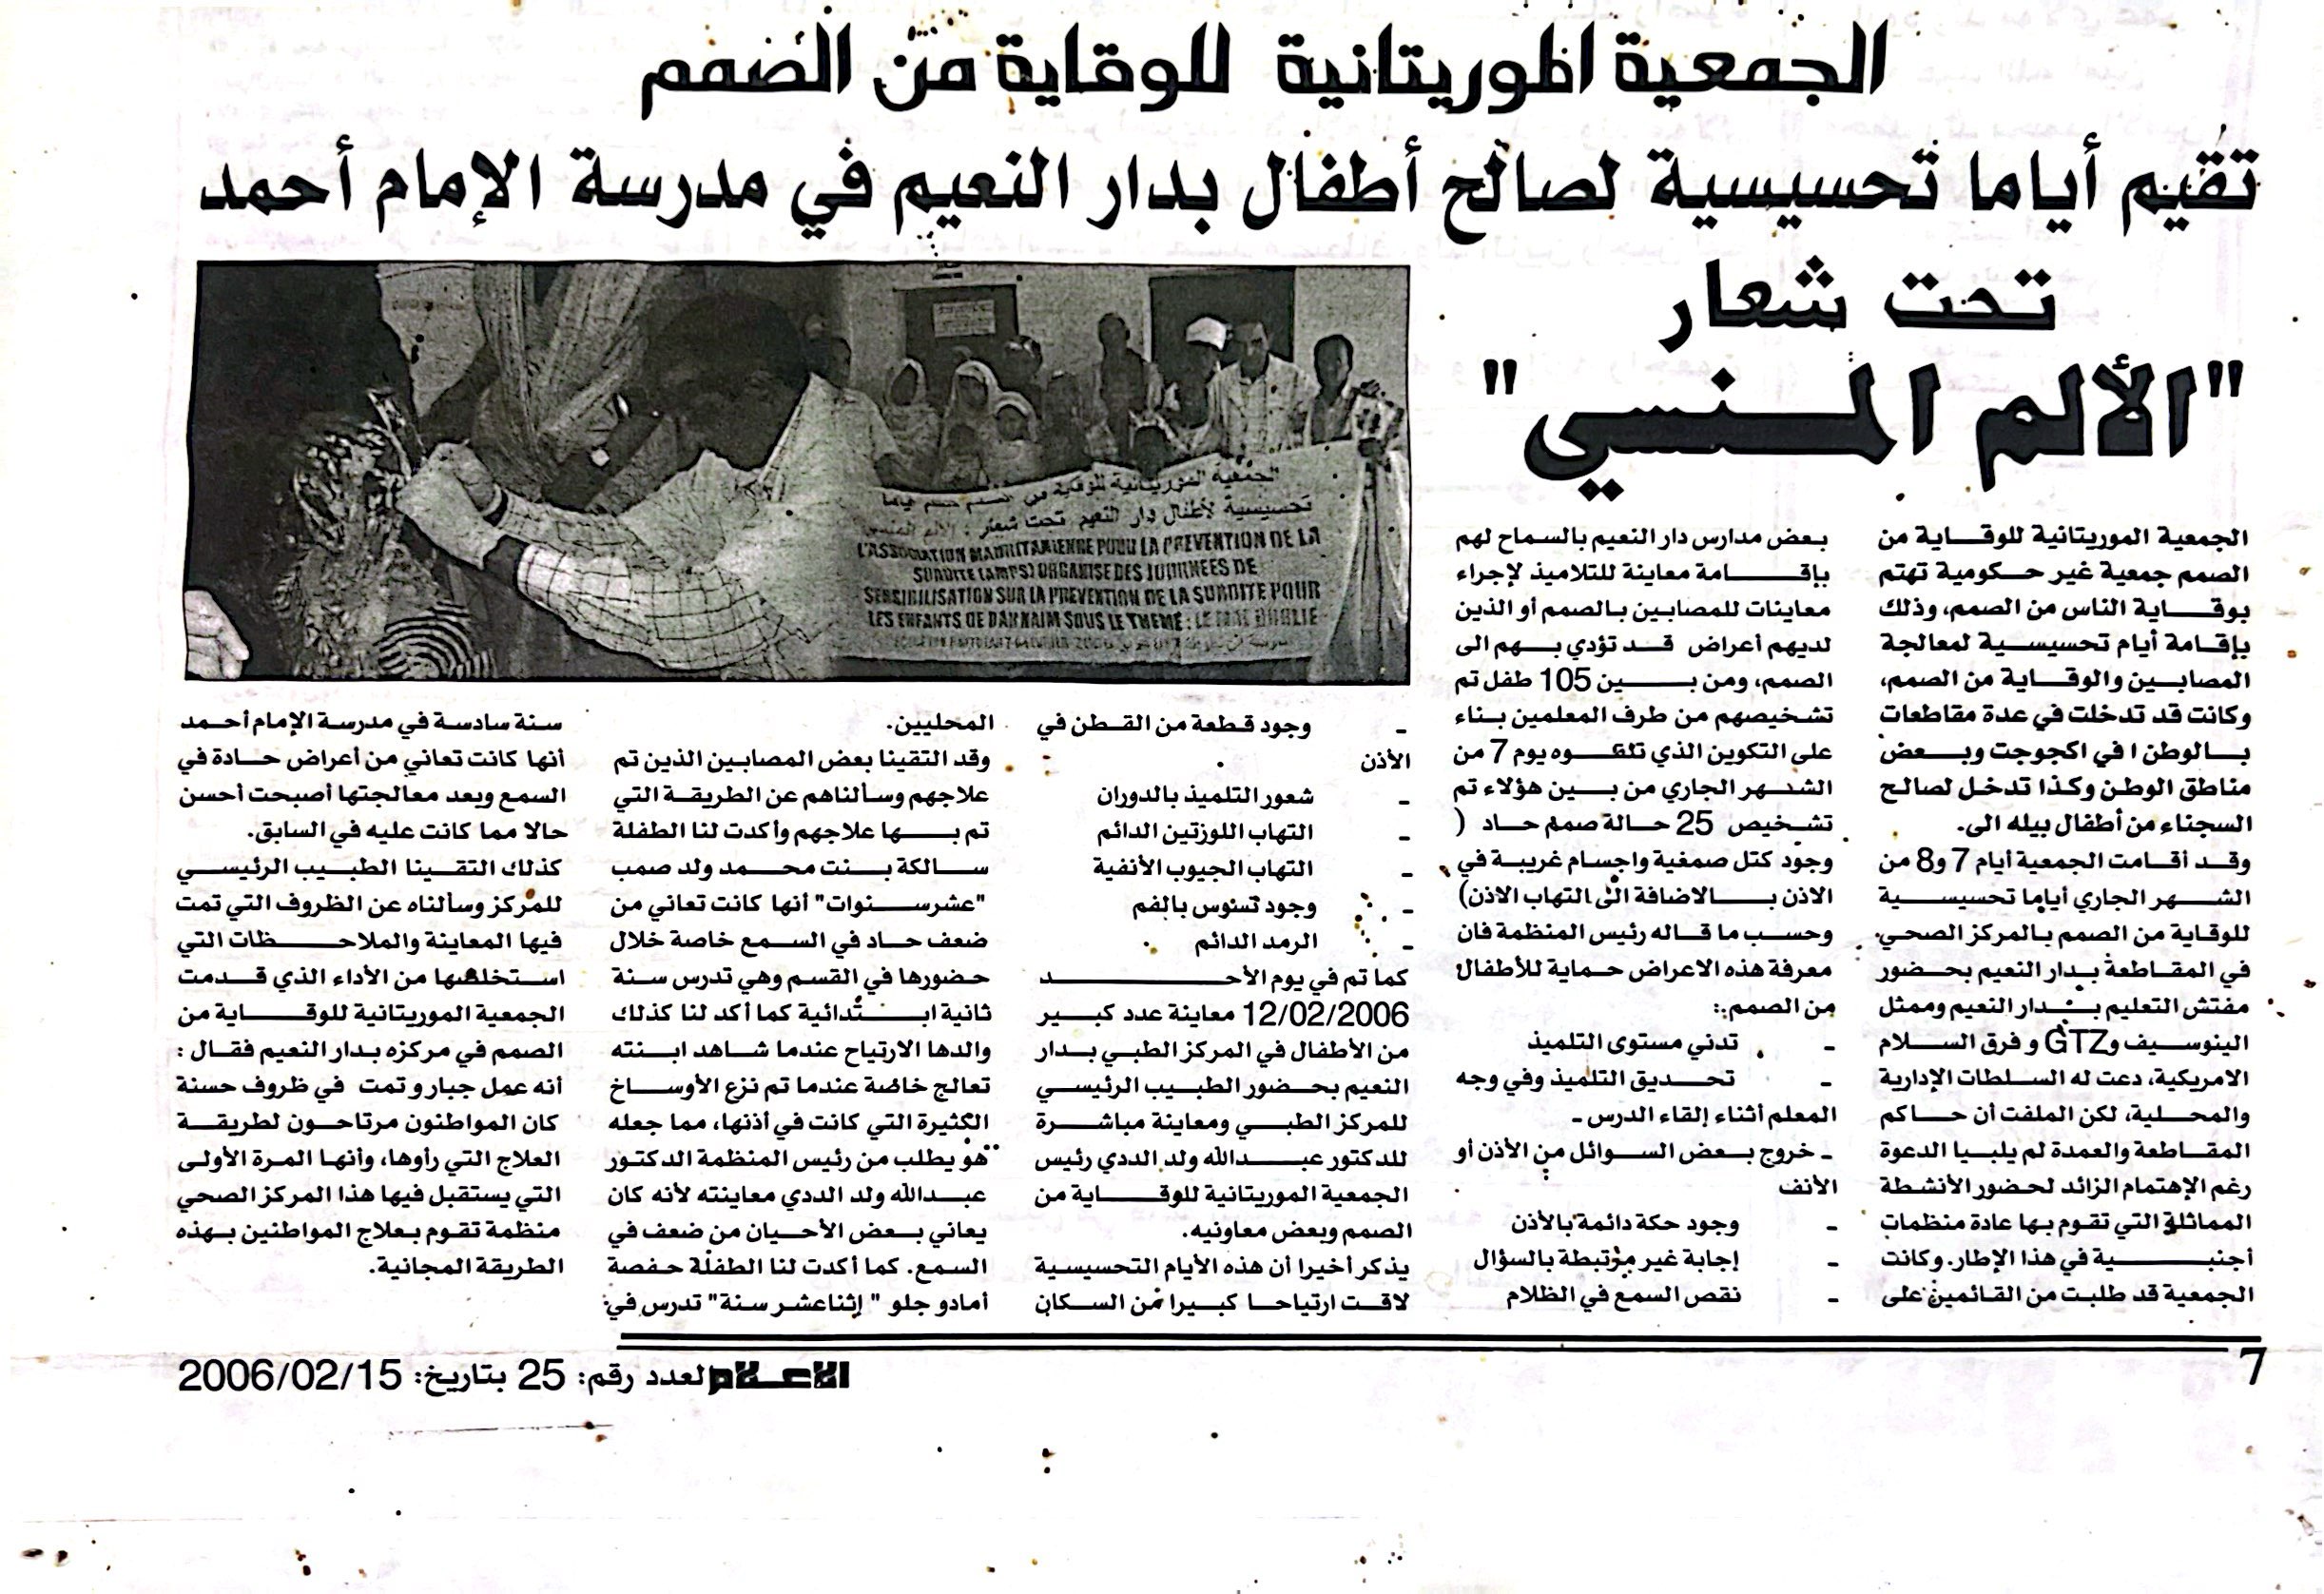 الجمعية الموريتانية للوقاية من الصمم
تقيم أياما تحسيسية لصالح أطفال بدار النعيم في مدرسة الإمام أحمد
تحت شعار
"الألم المنسي"
الجمعية الموريتانية للوقاية من الصمم تنظم أياما
تحسيسية لأطفال دار النعيم تحت شعار : الألم المنسي
L'ASSOCIATION MAURITANIENNE POUR LA PREVENTION DE LA
SURDITE (AMPS) ORGANISE DES JOURNEES DE
SENSIBILISATION SUR LA PREVENTION DE LA SURDITE POUR
LES ENFANTS DE DARNAIM SOUS LE THEME : LE MAL OUBLIE
الجمعية الموريتانية للوقاية من
الصمم جمعية غير حكومية تهتم
بوقاية الناس من الصمم، وذلك
بإقامة أيام تحسيسية لمعالجة
المصابين والوقاية من الصمم،
وكانت قد تدخلت في عدة مقاطعات
بالوطن ا في اكجوجت وبعض
مناطق الوطن وكذا تدخل لصالح
السجناء من أطفال بيله الى.
وقد أقامت الجمعية أيام 7 و8 من
الشهر الجاري أياما تحسيسية
للوقاية من الصمم بالمركز الصحي
في المقاطعة بدار النعيم بحضور
مفتش التعليم بدار النعيم وممثل
الينوسيف وGTZ و فرق السلام
الامريكية، دعت له السلطات الإدارية
والمحلية، لكن الملفت أن حاكم
المقاطعة والعمدة لم يلبيا الدعوة
رغم الإهتمام الزائد لحضور الأنشطة
المماثلة التي تقوم بها عادة منظمات
أجنبية في هذا الإطار. وكانت
الجمعية قد طلبت من القائمين على
بعض مدارس دار النعيم بالسماح لهم
بإقامة معاينة للتلاميذ لإجراء
معاينات للمصابين بالصمم أو الذين
لديهم أعراض قد تؤدي بهم الى
الصمم، ومن بين 105 طفل تم
تشخيصهم من طرف المعلمين بناء
على التكوين الذي تلقوه يوم 7 من
الشهر الجاري من بين هؤلاء تم
تشخيص 25 حالة صمم حاد (
وجود كتل صمغية واجسام غريبة في
الاذن بالاضافة الى التهاب الاذن)
وحسب ما قاله رئيس المنظمة فان
معرفة هذه الاعراض حماية للأطفال
من الصمم:
- تدني مستوى التلميذ
- تحديق التلميذ وفي وجه
المعلم أثناء إلقاء الدرس -
- خروج بعض السوائل من الأذن أو
الأنف
- وجود حكة دائمة بالأذن
- إجابة غير مرتبطة بالسؤال
- نقص السمع في الظلام
- وجود قطعة من القطن في
الأذن
- شعور التلميذ بالدوران
- التهاب اللوزتين الدائم
- التهاب الجيوب الأنفية
- وجود تسوس بالفم
- الرمد الدائم
كما تم في يوم الأحد
12/02/2006 معاينة عدد كبير
من الأطفال في المركز الطبي بدار
النعيم بحضور الطبيب الرئيسي
للمركز الطبي ومعاينة مباشرة
للدكتور عبدالله ولد الددي رئيس
الجمعية الموريتانية للوقاية من
الصمم وبعض معاونيه.
يذكر أخيرا أن هذه الأيام التحسيسية
لاقت ارتياحا كبيرا من السكان
المحليين.
وقد التقينا بعض المصابين الذين تم
علاجهم وسألناهم عن الطريقة التي
تم بها علاجهم وأكدت لنا الطفلة
سالكة بنت محمد ولد صمب
"عشر سنوات" أنها كانت تعاني من
ضعف حاد في السمع خاصة خلال
حضورها في القسم وهي تدرس سنة
ثانية ابتدائية كما أكد لنا كذلك
والدها الارتياح عندما شاهد ابنته
تعالج خاصة عندما تم نزع الأوساخ
الكثيرة التي كانت في أذنها، مما جعله
هو يطلب من رئيس المنظمة الدكتور
عبدالله ولد الددي معاينته لأنه كان
يعاني بعض الأحيان من ضعف في
السمع. كما أكدت لنا الطفلة حفصة
أمادو جلو " إثنا عشر سنة" تدرس في
سنة سادسة في مدرسة الإمام أحمد
أنها كانت تعاني من أعراض حادة في
السمع وبعد معالجتها أصبحت أحسن
حالا مما كانت عليه في السابق.
كذلك التقينا الطبيب الرئيسي
للمركز وسألناه عن الظروف التي تمت
فيها المعاينة والملاحظات التي
استخلصها من الأداء الذي قدمت
الجمعية الموريتانية للوقاية من
الصمم في مركزه بدار النعيم فقال :
أنه عمل جبار و تمت في ظروف حسنة
كان المواطنون مرتاحون لطريقة
العلاج التي رأوها، وأنها المرة الأولى
التي يستقبل فيها هذا المركز الصحي
منظمة تقوم بعلاج المواطنين بهذه
الطريقة المجانية.
7
الإعلام العدد رقم: 25 بتاريخ: 2006/02/15